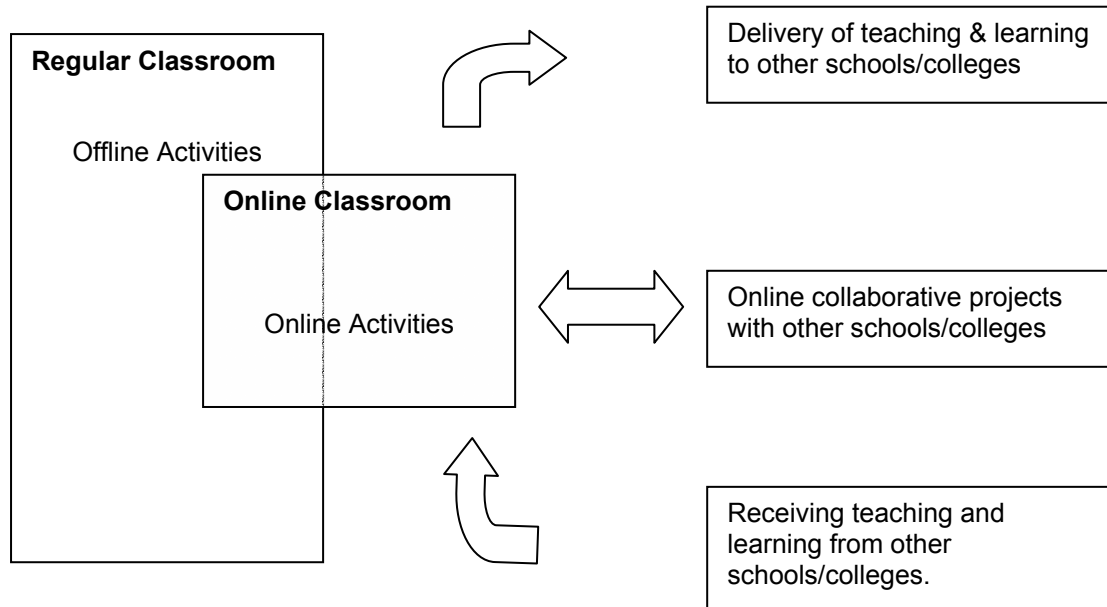 Regular Classroom
Offline Activities
Online Classroom
Online Activities
Delivery of teaching & learning
to other schools/colleges
Online collaborative projects
with other schools/colleges
Receiving teaching and
learning from other
schools/colleges.